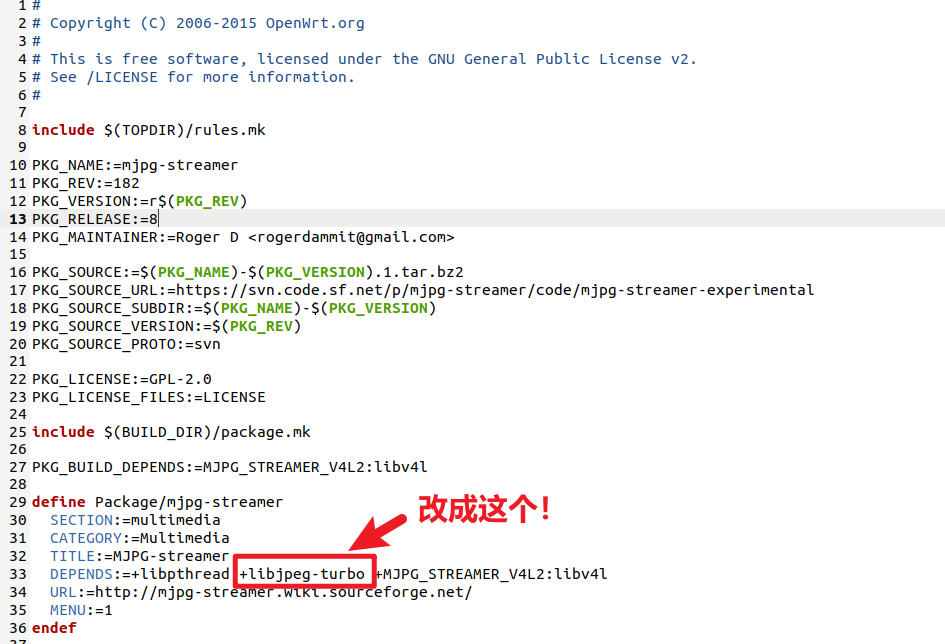 1 #
2 # Copyright (C) 2006-2015 OpenWrt.org
3 #
4 # This is free software, licensed under the GNU General Public License v2.
5 # See /LICENSE for more information.
6 #
7
8 include $(TOPDIR)/rules.mk
9
10 PKG_NAME:=mjpg-streamer
11 PKG_REV:=182
12 PKG_VERSION:=r$(PKG_REV)
13 PKG_RELEASE:=8
14 PKG_MAINTAINER:=Roger D <rogerdammit@gmail.com>
15
16 PKG_SOURCE:=$(PKG_NAME)-$(PKG_VERSION).1.tar.bz2
17 PKG_SOURCE_URL:=https://svn.code.sf.net/p/mjpg-streamer/code/mjpg-streamer-experimental
18 PKG_SOURCE_SUBDIR:=$(PKG_NAME)-$(PKG_VERSION)
19 PKG_SOURCE_VERSION:=$(PKG_REV)
20 PKG_SOURCE_PROTO:=svn
21
22 PKG_LICENSE:=GPL-2.0
23 PKG_LICENSE_FILES:=LICENSE
24
25 include $(BUILD_DIR)/package.mk
26
27 PKG_BUILD_DEPENDS:=MJPG_STREAMER_V4L2:libv4l
28
29 define Package/mjpg-streamer
改成这个！
30 SECTION:=multimedia
31 CATEGORY:=Multimedia
32 TITLE:=MJPG-streamer
33 DEPENDS:=+libpthread +libjpeg-turbo +MJPG_STREAMER_V4L2:libv4l
34 URL:=http://mjpg-streamer.wiki.sourceforge.net/
35 MENU:=1
36 endef
37